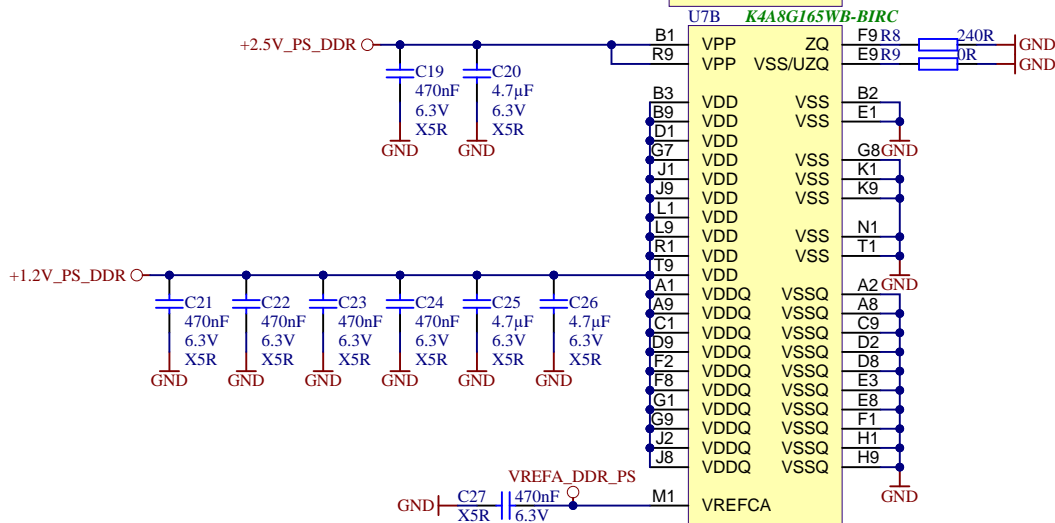 U7B K4A8G165WB-BIRC
+2.5V_PS_DDR B1 VPP ZQ F9 R8 240R GND
R9 VPP VSS/UZQ E9 R9 0R GND
C19 C20
470nF 4.7µF
6.3V 6.3V
X5R X5R
GND GND
B3 VDD VSS B2
B9 VDD VSS E1
D1 VDD GND
G7 VDD VSS G8
J1 VDD VSS K1
J9 VDD VSS K9
L1 VDD
L9 VDD VSS N1
R1 VDD VSS T1
+1.2V_PS_DDR T9 VDD GND
A1 VDDQ VSSQ A2
A9 VDDQ VSSQ A8
C1 VDDQ VSSQ C9
D9 VDDQ VSSQ D2
F2 VDDQ VSSQ D8
F8 VDDQ VSSQ E3
G1 VDDQ VSSQ E8
G9 VDDQ VSSQ F1
J2 VDDQ VSSQ H1
J8 VDDQ VSSQ H9
GND
C21 C22 C23 C24 C25 C26
470nF 470nF 470nF 470nF 4.7µF 4.7µF
6.3V 6.3V 6.3V 6.3V 6.3V 6.3V
X5R X5R X5R X5R X5R X5R
GND GND GND GND GND GND
VREFA_DDR_PS
GND C27 470nF M1 VREFCA
X5R 6.3V